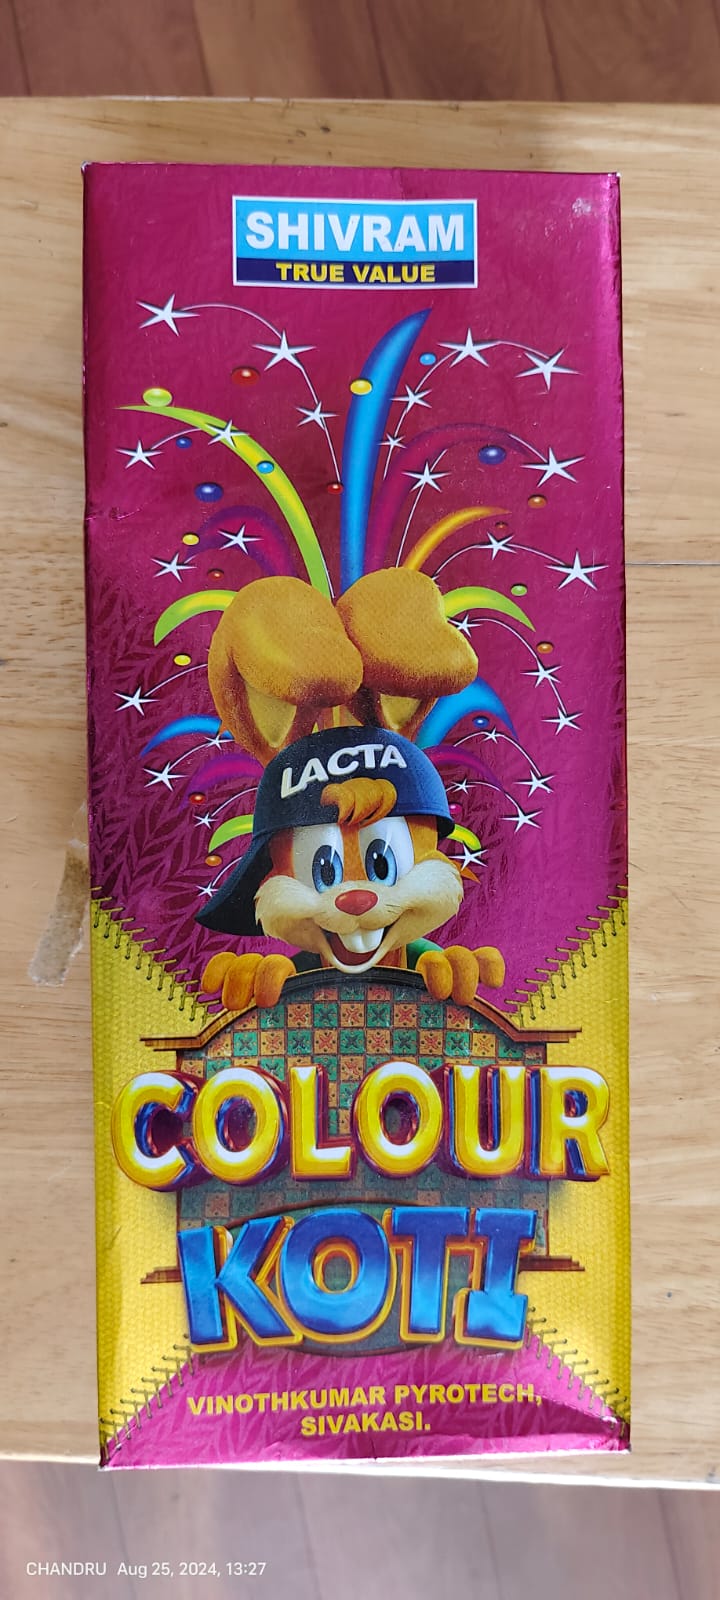 SHIVRAM
TRUE VALUE
LACTA
COLOUR
KOTI
VINOTHKUMAR PYROTECH,
SIVAKASI.
CHANDRU Aug 25, 2024, 13:27